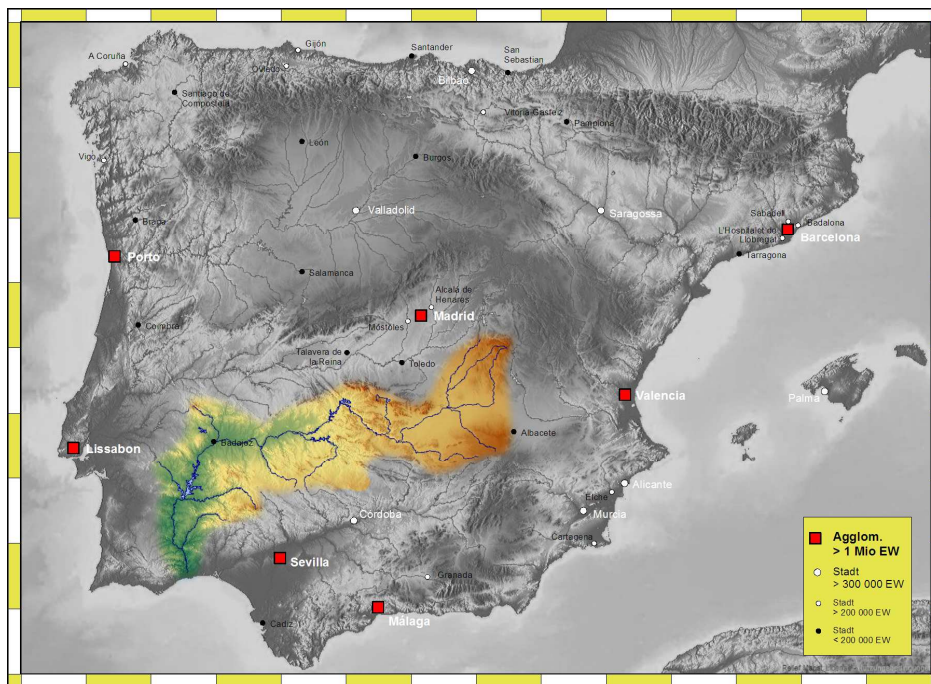 Gijón
A Coruña
Oviedo
Santander
San
Sebastian
Bilbao
Santiago de
Compostela
Vitoria-Gasteiz
Pamplona
León
Burgos
Vigo
Valladolid
Saragossa
Braga
Sabadell
Badalona
L'Hospitalet de
Llobregat
Barcelona
Tarragona
Porto
Salamanca
Alcalá de
Henares
Madrid
Móstoles
Coimbra
Talavera de
la Reina
Toledo
Valencia
Palma
Badajoz
Albacete
Lissabon
Alicante
Elche
Murcia
Córdoba
Cartagena
Sevilla
Granada
Málaga
Cadiz
Agglom.
> 1 Mio EW
Stadt
> 300 000 EW
Stadt
> 200 000 EW
Stadt
< 200 000 EW